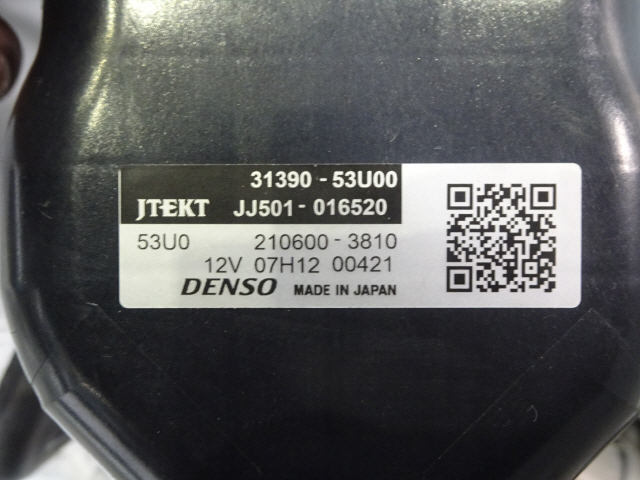 31390-53U00
JTEKT JJ501-016520
53U0 210600-3810
12V 07H12 00421
DENSO MADE IN JAPAN